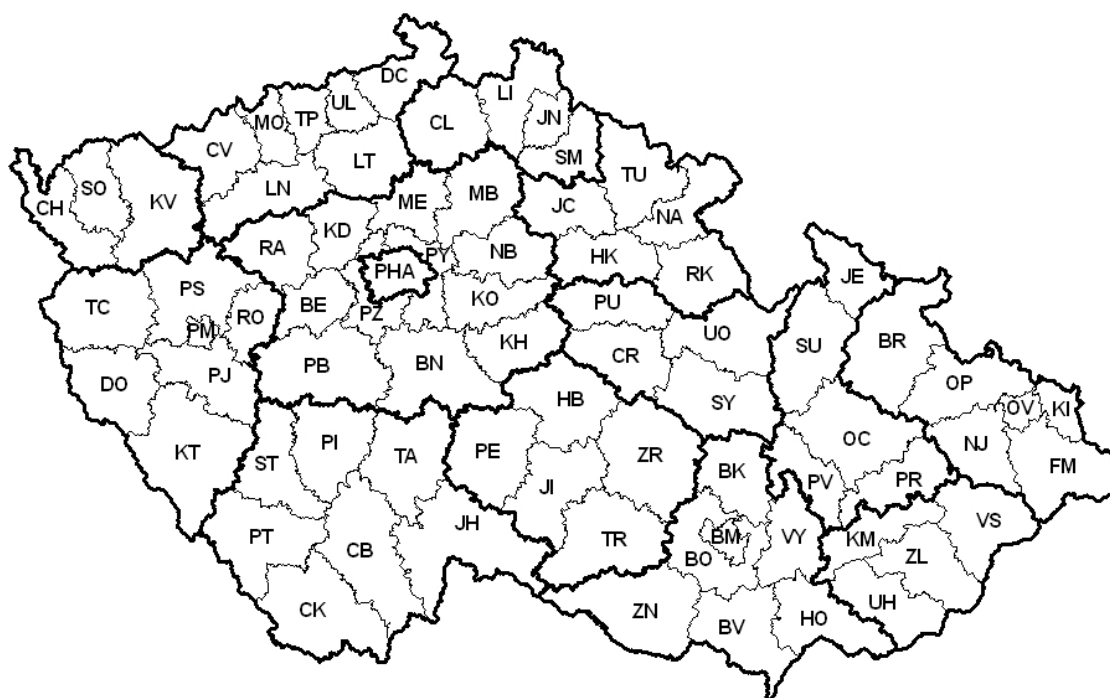 DC
LI
UL
MO
TP
CL
JN
CV
LT
SM
TU
SO
LN
CH
KV
ME
MB
JC
NA
RA
KD
PY
NB
HK
RK
PHA
JE
TC
PS
BE
KO
PU
RO
PZ
PM
UO
SU
BR
KH
CR
DO
PJ
PB
BN
OP
HB
SY
OV
KI
KT
ST
PI
TA
PE
ZR
OC
NJ
FM
BK
JI
PV
PR
JH
VS
PT
CB
TR
BM
VY
KM
BO
ZL
CK
UH
ZN
BV
HO